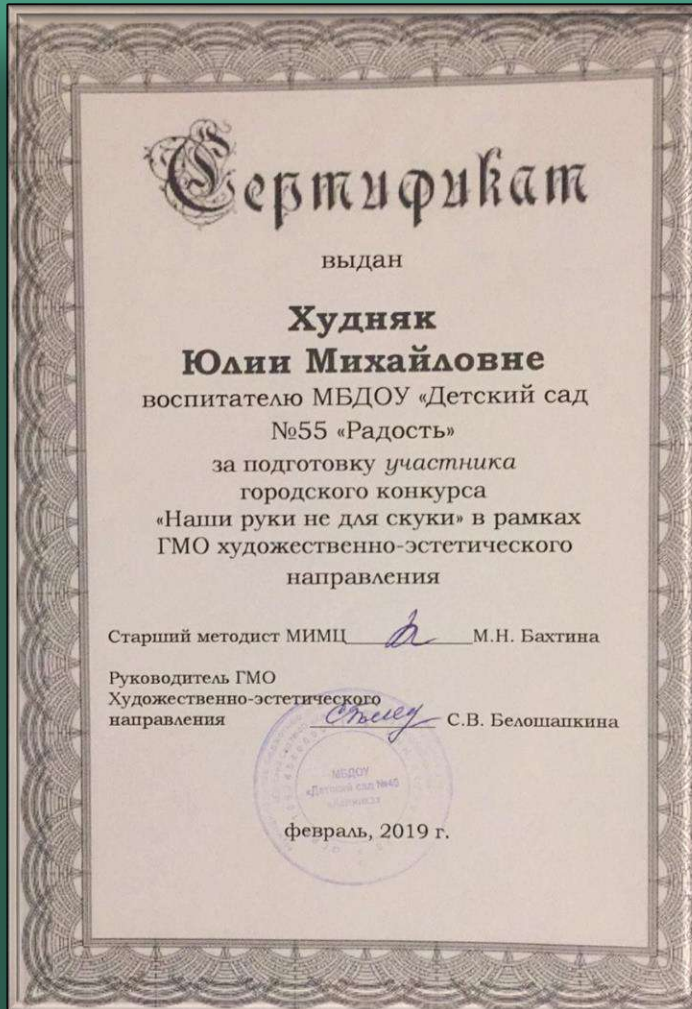 Сертификат
выдан
Худняк
Юлии Михайловне
воспитателю МБДОУ «Детский сад
№55 «Радость»
за подготовку участника
городского конкурса
«Наши руки не для скуки» в рамках
ГМО художественно-эстетического
направления
Старший методист МИМЦ М.Н. Бахтина
Руководитель ГМО
Художественно-эстетического
направления С.В. Белошапкина
МБДОУ
«Детский сад №45
февраль, 2019 г.